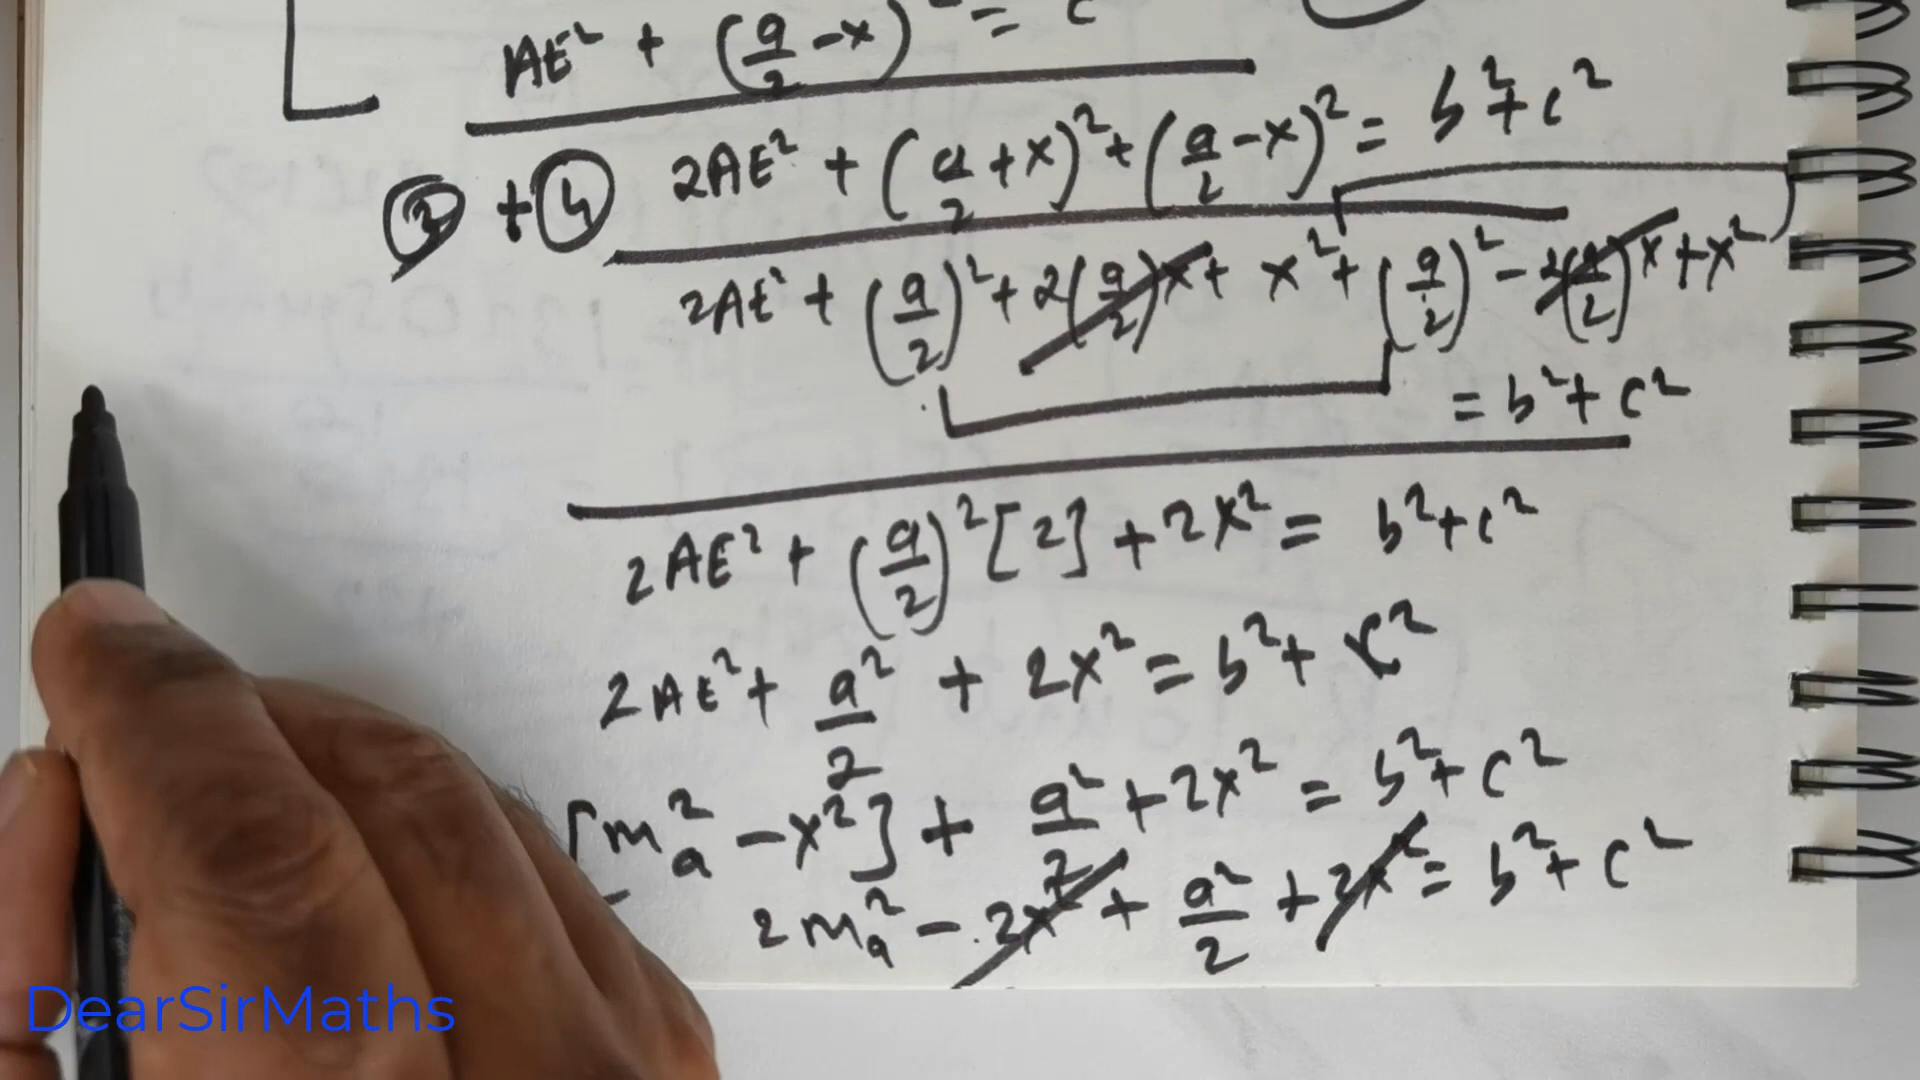 AE² + (a/2 - x)² = c
③ + ④ 2AE² + (a/2 + x)² + (a/2 - x)² = b² + c²
2AE² + (a/2)² + 2(a/2)x + x² + (a/2)² - 2(a/2)x + x²
= b² + c²
2AE² + (a/2)² [2] + 2x² = b² + c²
2AE² + a²/2 + 2x² = b² + c²
[mₐ² - x²] + a²/2 + 2x² = b² + c²
2mₐ² - 2x² + a²/2 + 2x² = b² + c²
DearSirMaths